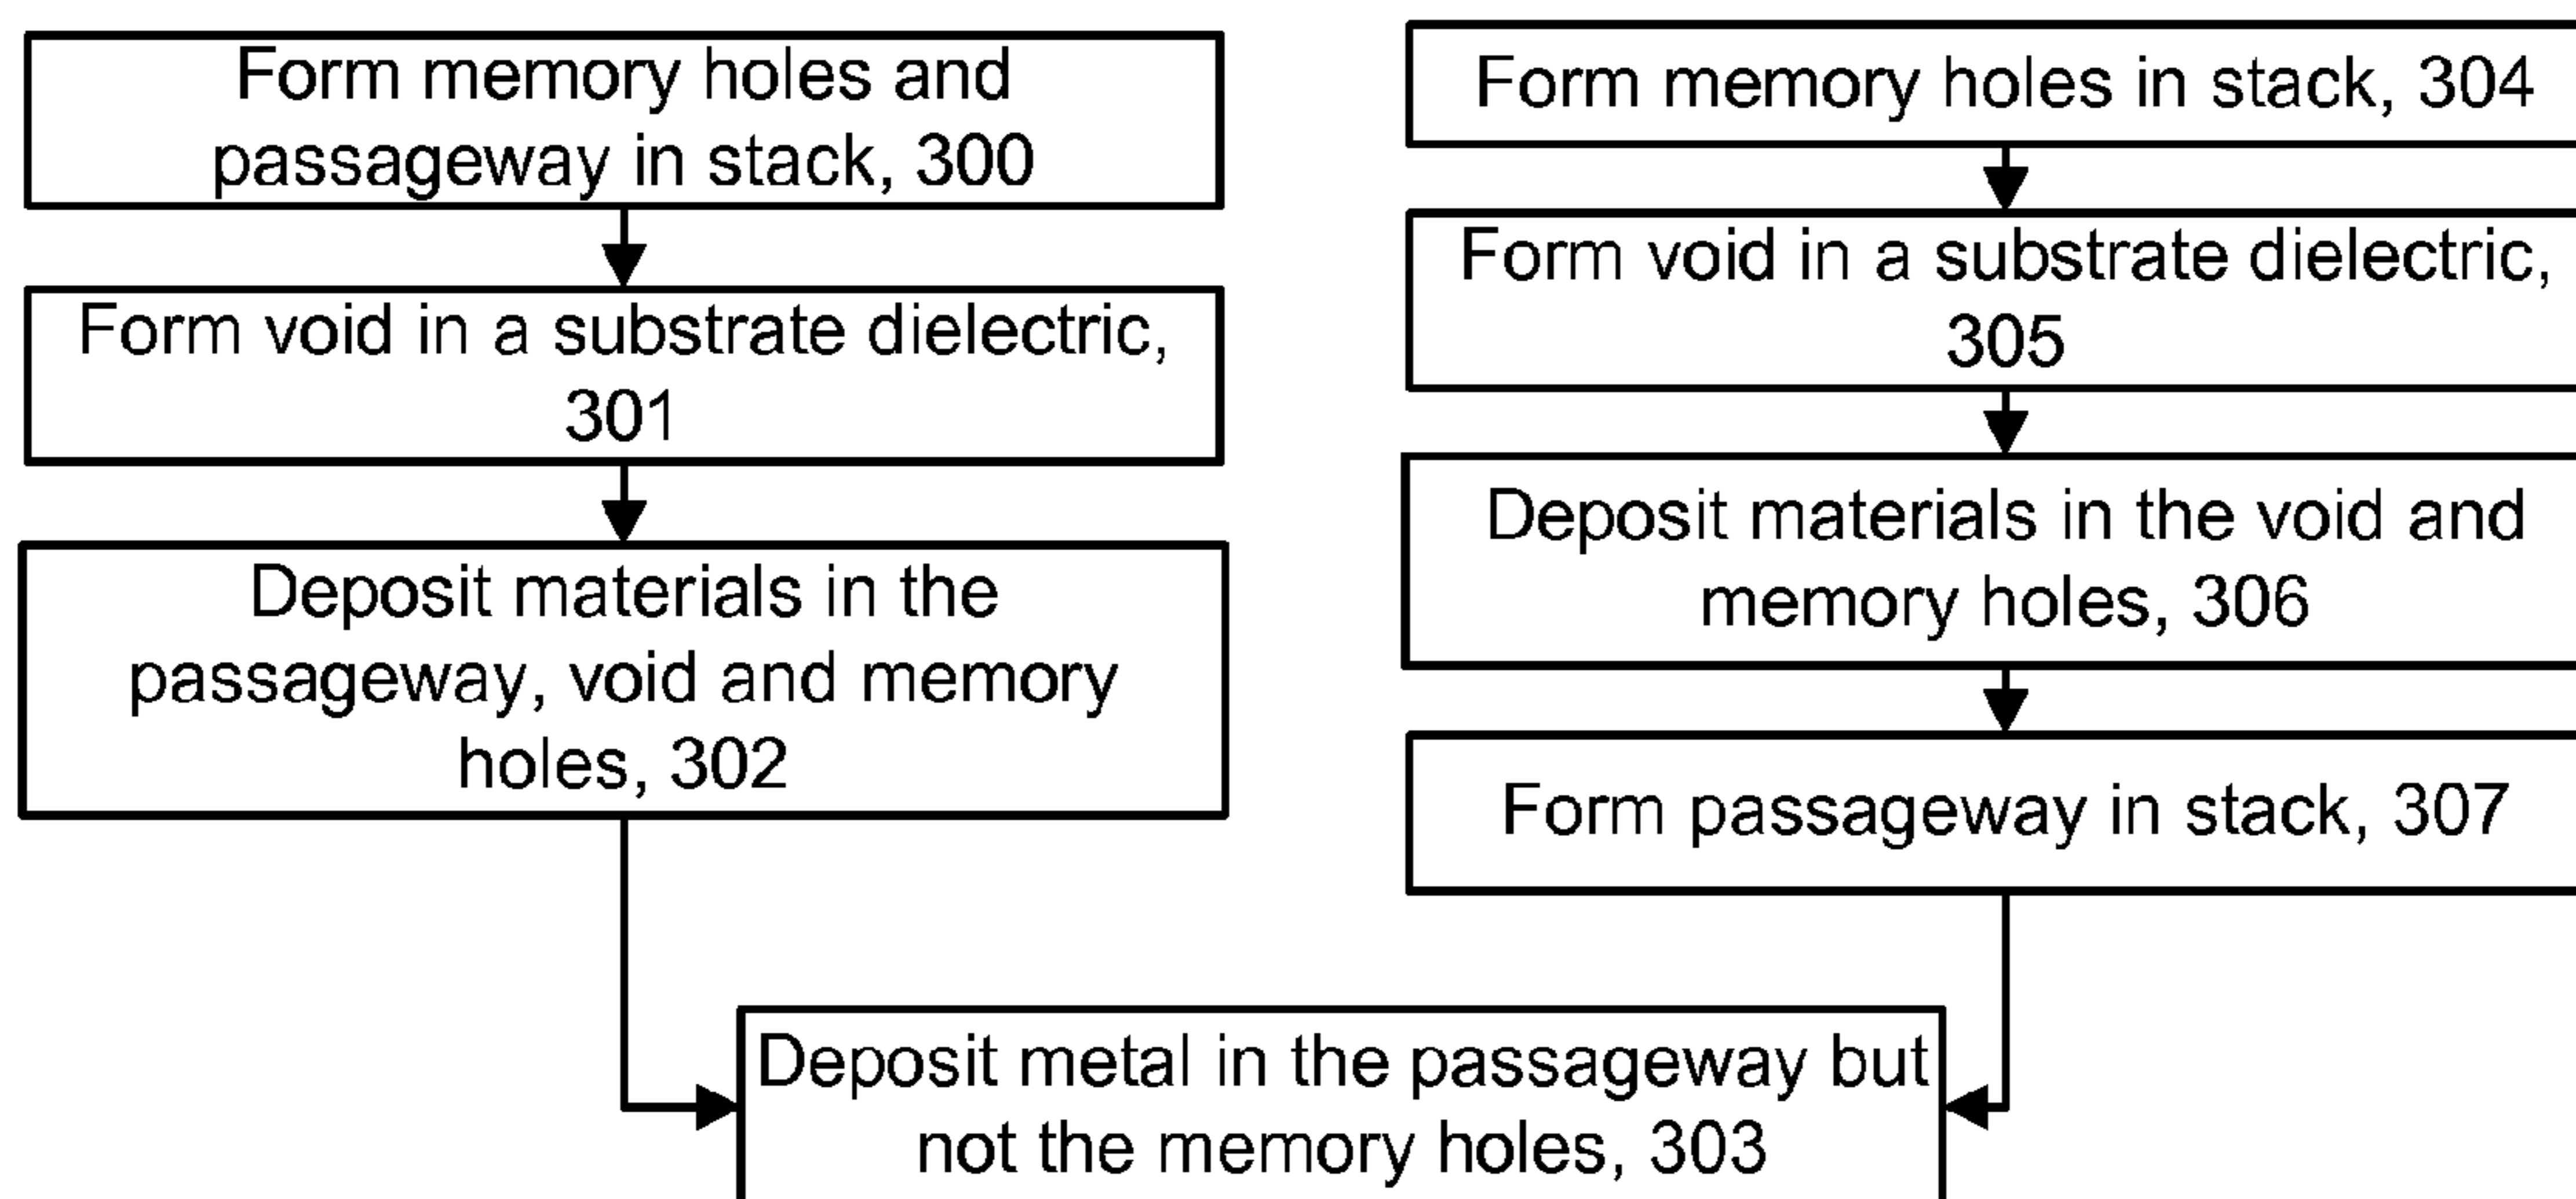 Form memory holes and
passageway in stack, 300
Form void in a substrate dielectric,
301
Deposit materials in the
passageway, void and memory
holes, 302
Form memory holes in stack, 304
Form void in a substrate dielectric,
305
Deposit materials in the void and
memory holes, 306
Form passageway in stack, 307
Deposit metal in the passageway but
not the memory holes, 303